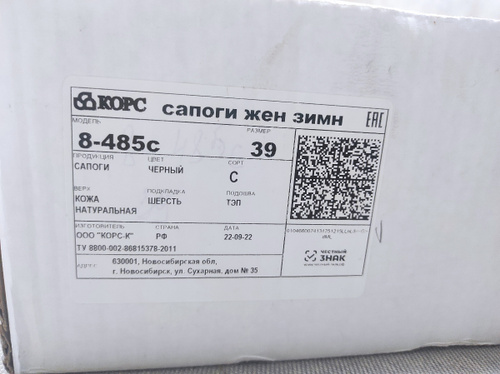 КОРС сапоги жен зимн EAC
МОДЕЛЬ РАЗМЕР
8-485с 39
ПРОДУКЦИЯ ЦВЕТ СОРТ
САПОГИ ЧЕРНЫЙ С
ВЕРХ ПОДКЛАДКА ПОДОШВА
КОЖА ШЕРСТЬ ТЭП
НАТУРАЛЬНАЯ
ИЗГОТОВИТЕЛЬ СТРАНА ДАТА
ООО "КОРС-К" РФ 22-09-22
ТУ 8800-002-86815378-2011
АДРЕС 630001, Новосибирская обл,
г. Новосибирск, ул. Сухарная, дом № 35
ЧЕСТНЫЙ
ЗНАК